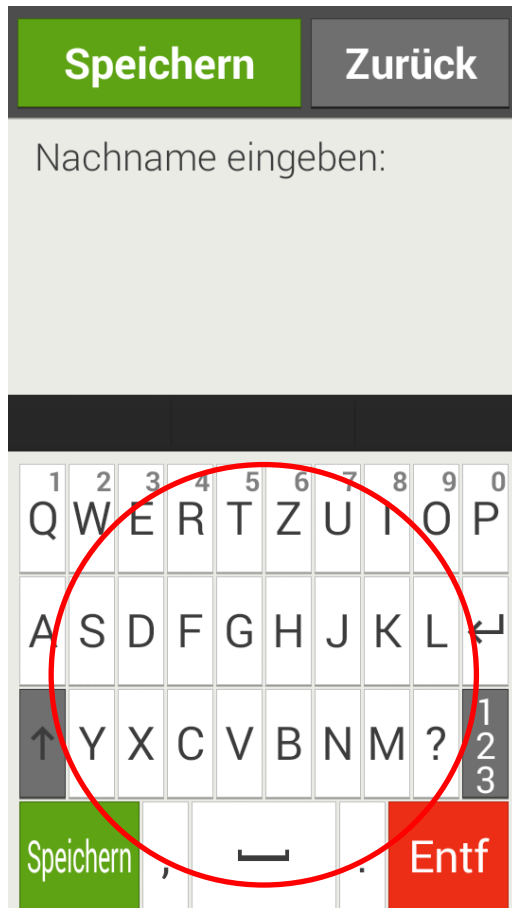 Speichern Zurück
Nachname eingeben:
1 2 3 4 5 6 7 8 9 0
Q W E R T Z U I O P
A S D F G H J K L ↵
↑ Y X C V B N M ? 1 2 3
Speichern , . Entf